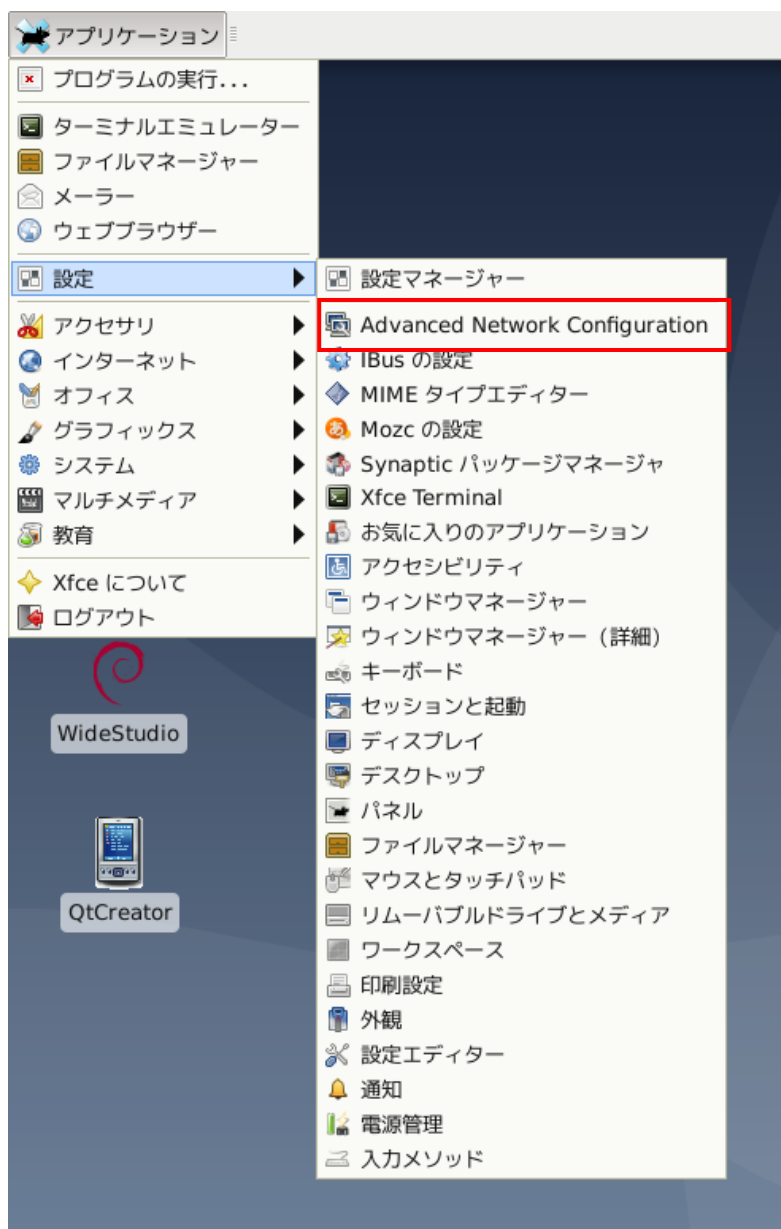 アプリケーション
プログラムの実行...
ターミナルエミュレーター
ファイルマネージャー
メーラー
ウェブブラウザー
設定
アクセサリ
インターネット
オフィス
グラフィックス
システム
マルチメディア
教育
Xfce について
ログアウト
設定マネージャー
Advanced Network Configuration
IBus の設定
MIME タイプエディター
Mozc の設定
Synaptic パッケージマネージャ
Xfce Terminal
お気に入りのアプリケーション
アクセシビリティ
ウィンドウマネージャー
ウィンドウマネージャー (詳細)
キーボード
セッションと起動
ディスプレイ
デスクトップ
パネル
ファイルマネージャー
マウスとタッチパッド
リムーバブルドライブとメディア
ワークスペース
印刷設定
外観
設定エディター
通知
電源管理
入力メソッド
WideStudio
QtCreator